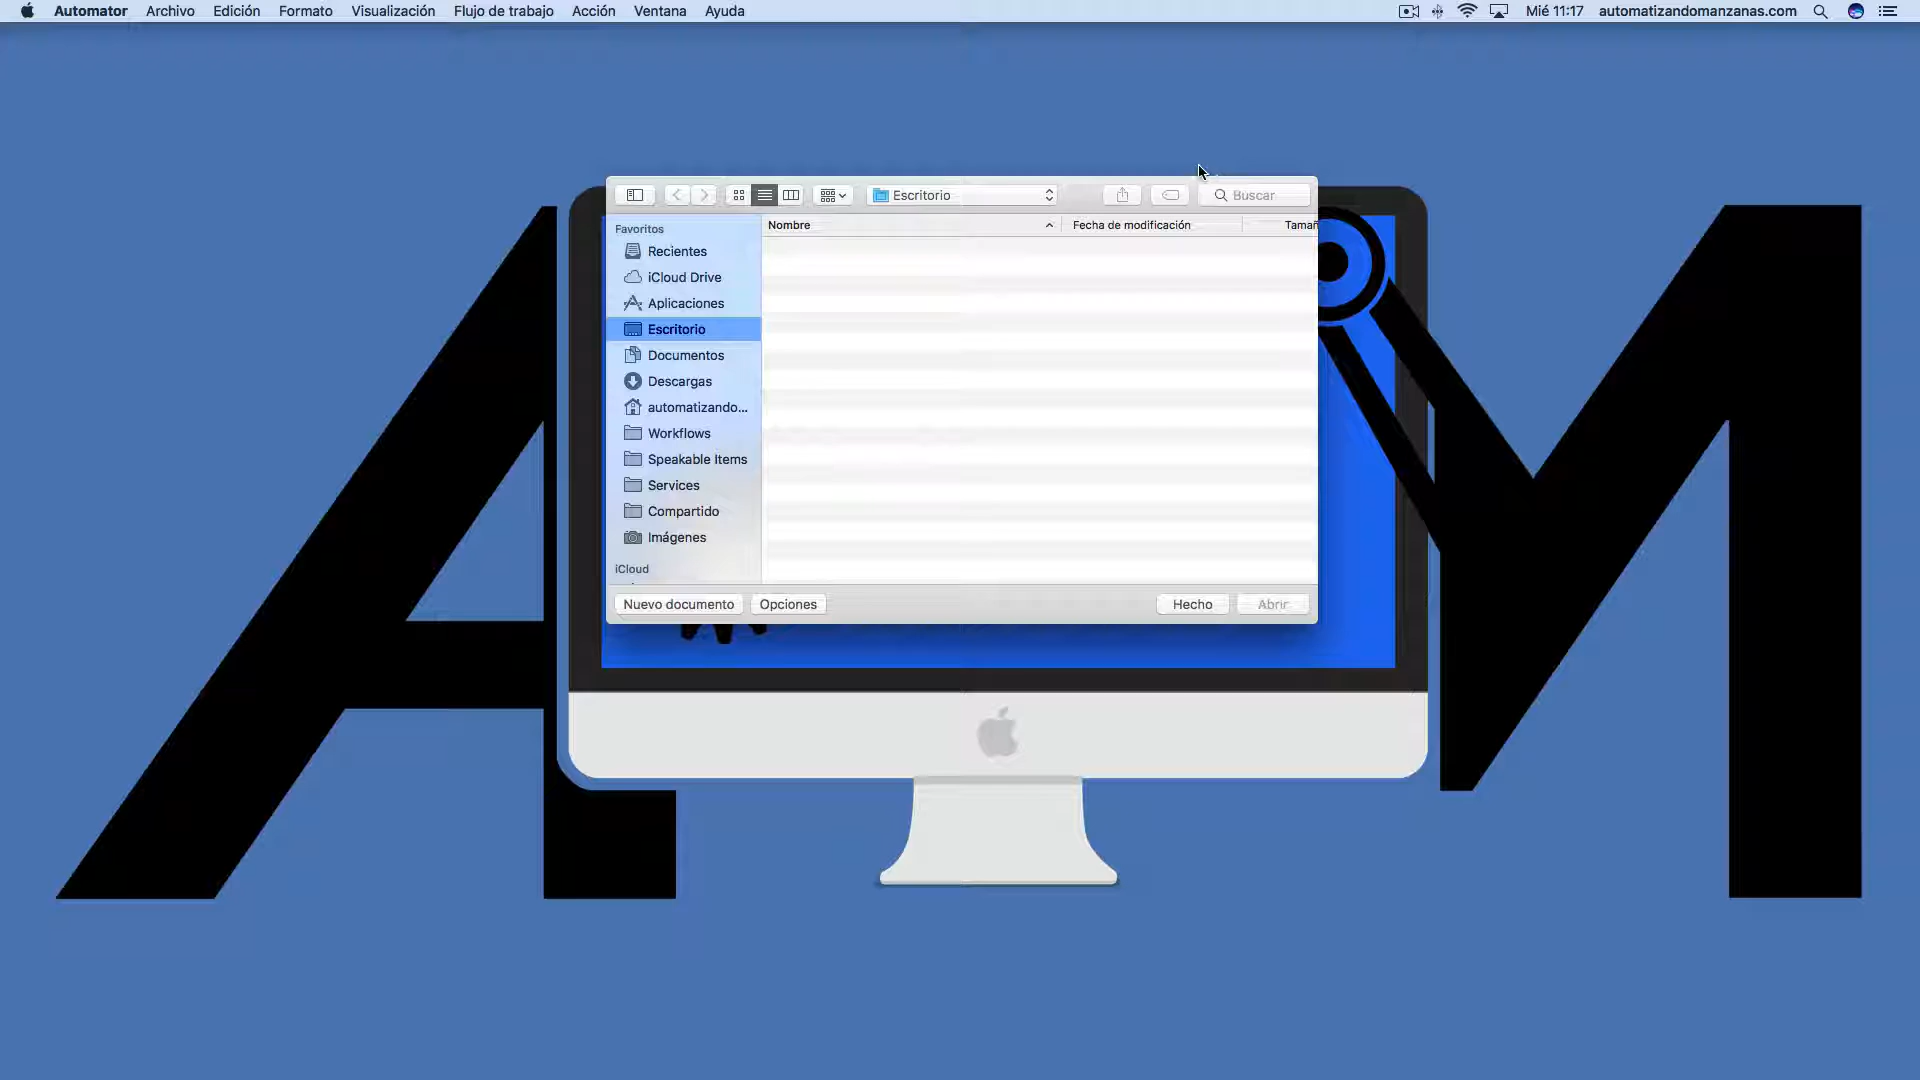 Automator Archivo Edición Formato Visualización Flujo de trabajo Acción Ventana Ayuda Mié 11:17 automatizandomanzanas.com
Escritorio Buscar
Favoritos
Recientes
iCloud Drive
Aplicaciones
Escritorio
Documentos
Descargas
automatizando...
Workflows
Speakable Items
Services
Compartido
Imágenes
iCloud
Nombre Fecha de modificación Tamañ
Nuevo documento Opciones Hecho Abrir
A M